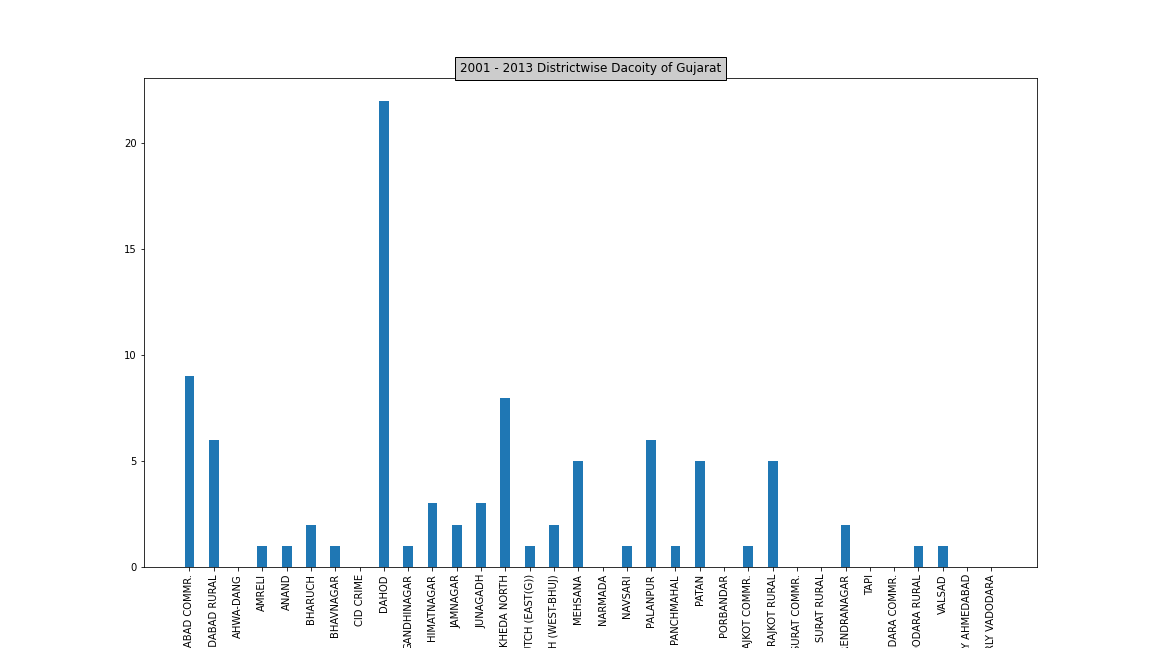 2001 - 2013 Districtwise Dacoity of Gujarat
20
15
10
5
0
ABAD COMMR.
DABAD RURAL
AHWA-DANG
AMRELI
ANAND
BHARUCH
BHAVNAGAR
CID CRIME
DAHOD
GANDHINAGAR
HIMATNAGAR
JAMNAGAR
JUNAGADH
KHEDA NORTH
UTCH (EAST(G))
H (WEST-BHUJ)
MEHSANA
NARMADA
NAVSARI
PALANPUR
PANCHMAHAL
PATAN
PORBANDAR
AJKOT COMMR.
RAJKOT RURAL
SURAT COMMR.
SURAT RURAL
ENDRANAGAR
TAPI
DARA COMMR.
ODARA RURAL
VALSAD
Y AHMEDABAD
RLY VADODARA